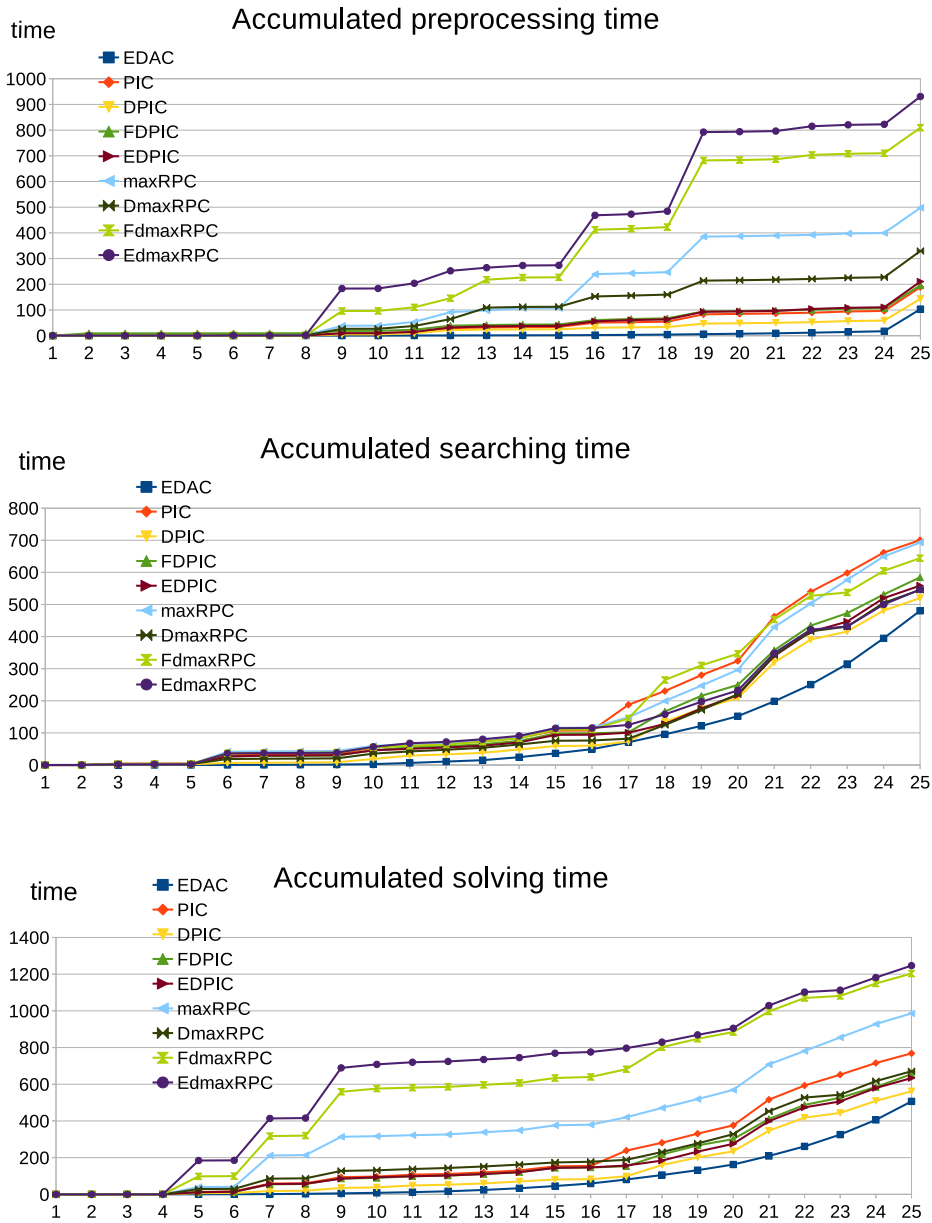 Accumulated preprocessing time
time
EDAC
PIC
DPIC
FDPIC
EDPIC
maxRPC
DmaxRPC
FdmaxRPC
EdmaxRPC
1000
900
800
700
600
500
400
300
200
100
0
1 2 3 4 5 6 7 8 9 10 11 12 13 14 15 16 17 18 19 20 21 22 23 24 25
Accumulated searching time
time
EDAC
PIC
DPIC
FDPIC
EDPIC
maxRPC
DmaxRPC
FdmaxRPC
EdmaxRPC
800
700
600
500
400
300
200
100
0
1 2 3 4 5 6 7 8 9 10 11 12 13 14 15 16 17 18 19 20 21 22 23 24 25
Accumulated solving time
time
EDAC
PIC
DPIC
FDPIC
EDPIC
maxRPC
DmaxRPC
FdmaxRPC
EdmaxRPC
1400
1200
1000
800
600
400
200
0
1 2 3 4 5 6 7 8 9 10 11 12 13 14 15 16 17 18 19 20 21 22 23 24 25